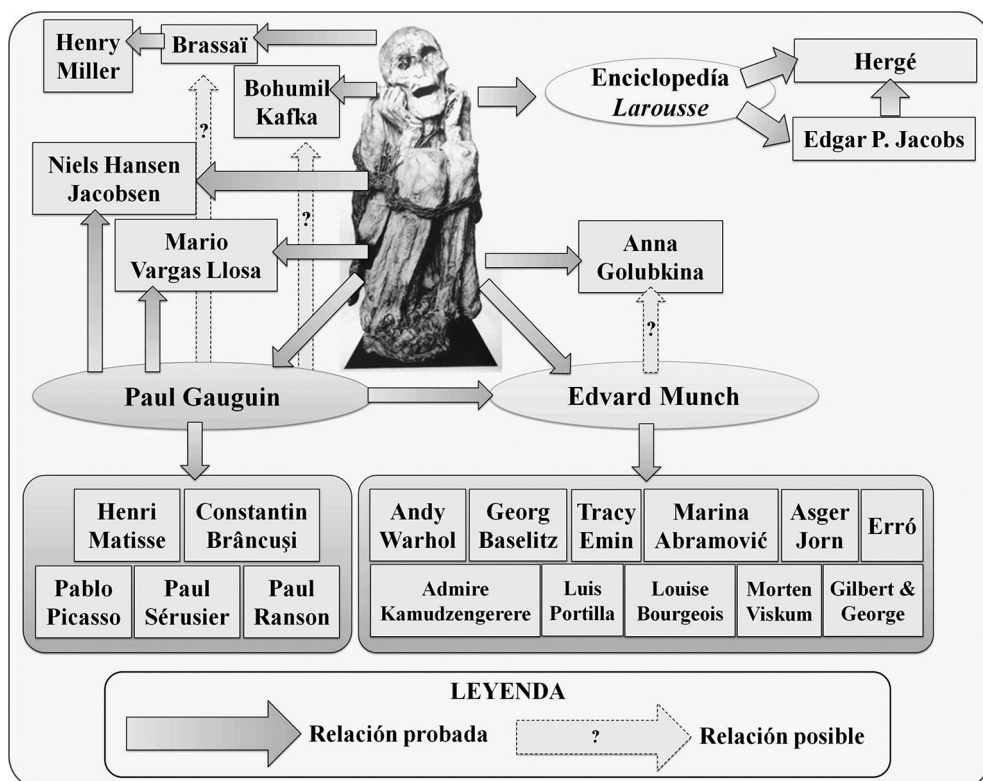 Henry
Miller
Brassaï
Bohumil
Kafka
Enciclopedía
Larousse
Hergé
Edgar P. Jacobs
?
Niels Hansen
Jacobsen
?
Mario
Vargas Llosa
Anna
Golubkina
?
Paul Gauguin
Edvard Munch
Henri
Matisse
Constantin
Brâncuşi
Pablo
Picasso
Paul
Sérusier
Paul
Ranson
Andy
Warhol
Georg
Baselitz
Tracy
Emin
Marina
Abramović
Asger
Jorn
Erró
Admire
Kamudzengerere
Luis
Portilla
Louise
Bourgeois
Morten
Viskum
Gilbert &
George
LEYENDA
Relación probada
?
Relación posible